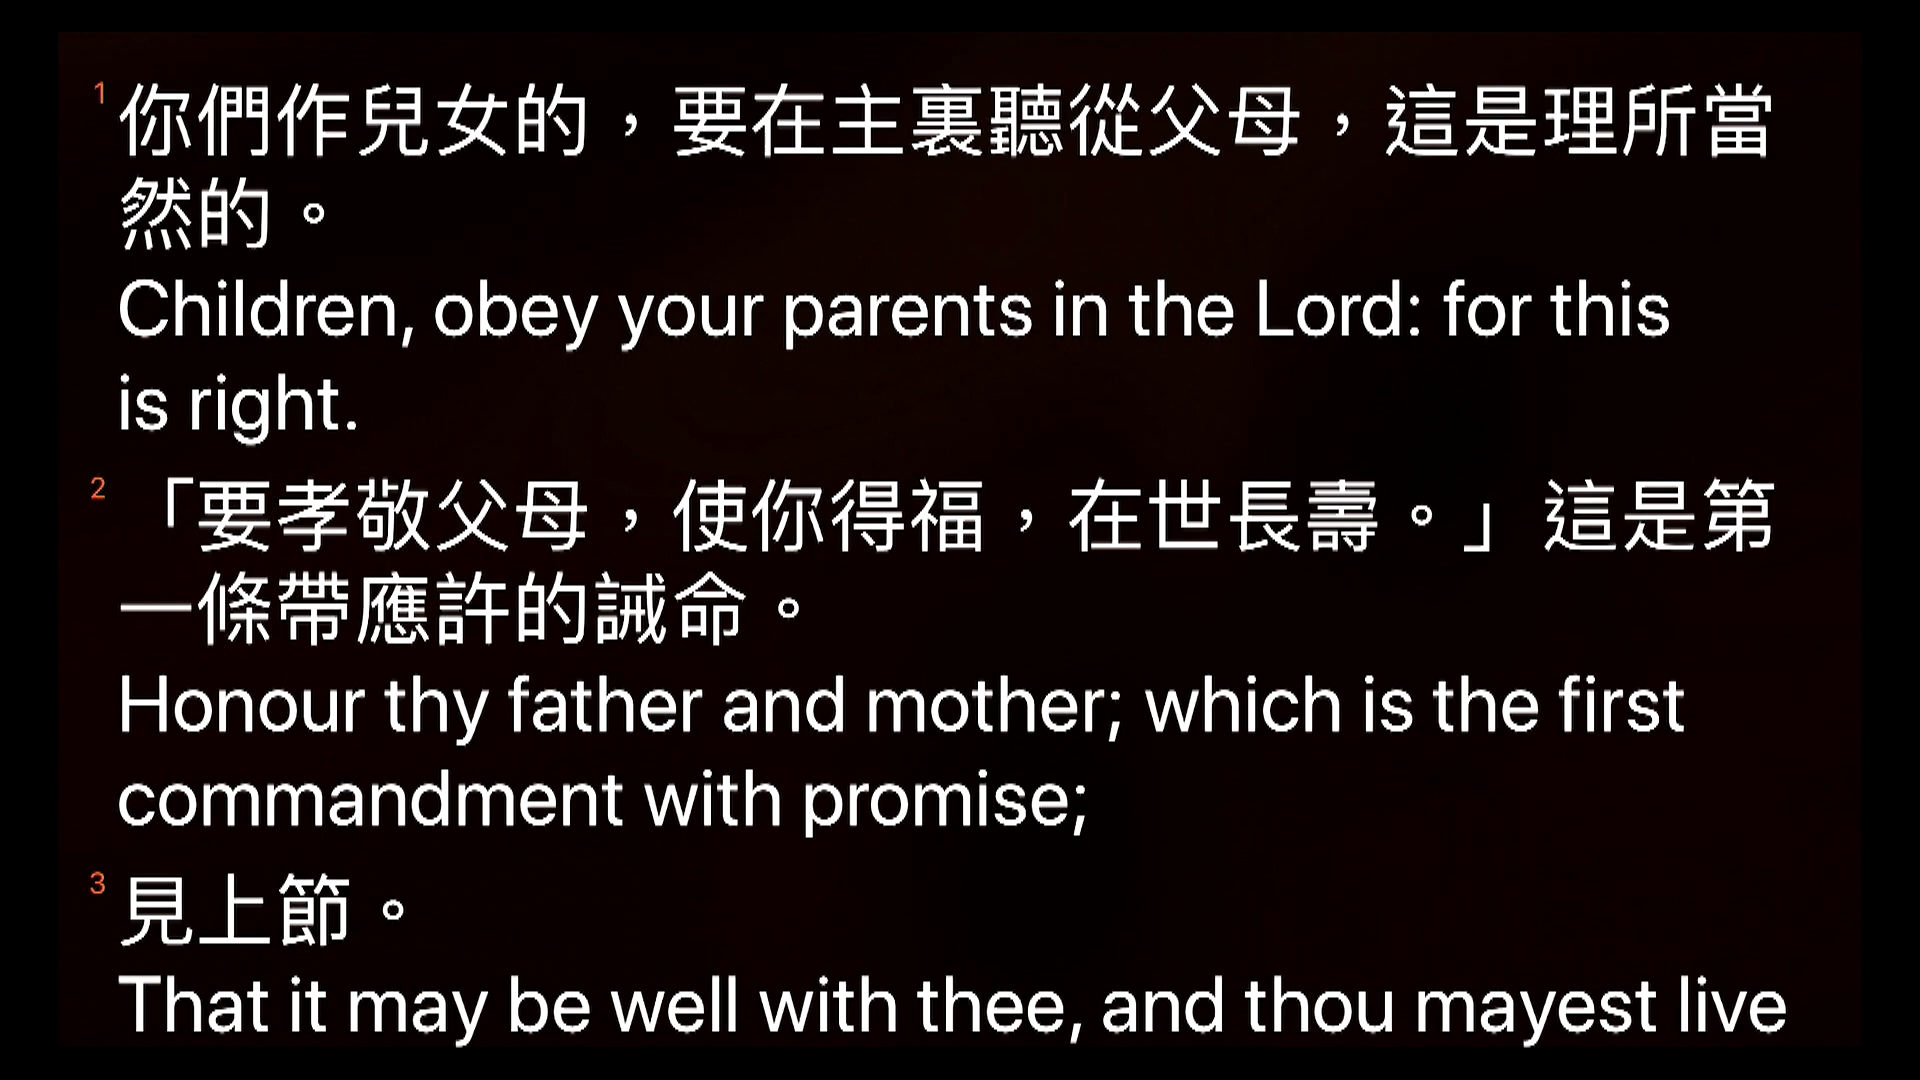 1 你們作兒女的，要在主裏聽從父母，這是理所當
然的。
Children, obey your parents in the Lord: for this
is right.
2 「要孝敬父母，使你得福，在世長壽。」這是第
一條帶應許的誡命。
Honour thy father and mother; which is the first
commandment with promise;
3 見上節。
That it may be well with thee, and thou mayest live